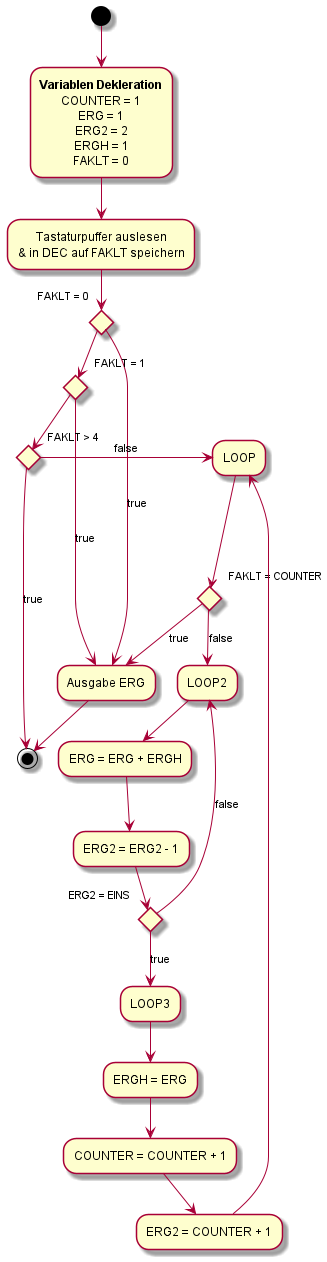 Variablen Dekleration
COUNTER = 1
ERG = 1
ERG2 = 2
ERGH = 1
FAKLT = 0
Tastaturpuffer auslesen
& in DEC auf FAKLT speichern
FAKLT = 0
FAKLT = 1
FAKLT > 4
false
LOOP
true
true
true
FAKLT = COUNTER
true
false
Ausgabe ERG
LOOP2
ERG = ERG + ERGH
false
ERG2 = ERG2 - 1
ERG2 = EINS
true
LOOP3
ERGH = ERG
COUNTER = COUNTER + 1
ERG2 = COUNTER + 1